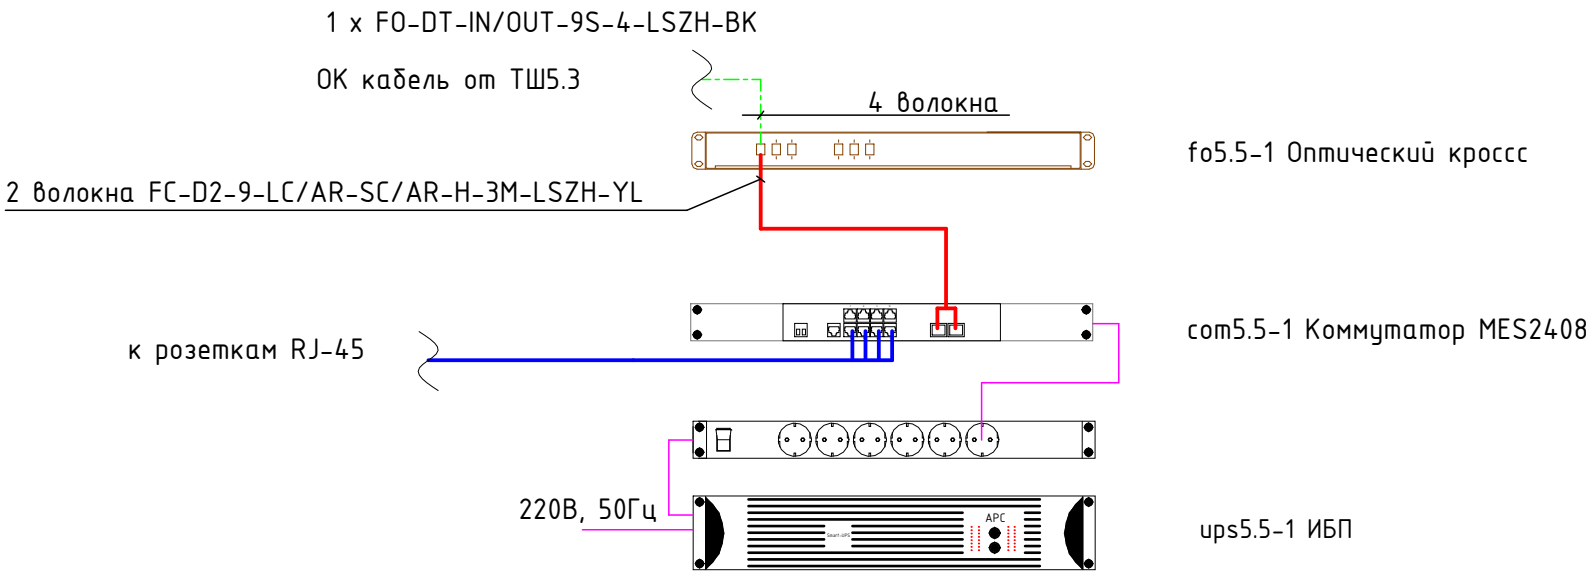 1 x FO-DT-IN/OUT-9S-4-LSZH-BK
ОК кабель от ТШ5.3
4 волокна
fo5.5-1 Оптический кроссс
2 волокна FC-D2-9-LC/AR-SC/AR-H-3M-LSZH-YL
com5.5-1 Коммутатор MES2408
к розеткам RJ-45
220В, 50Гц
APC
Smart-UPS
ups5.5-1 ИБП